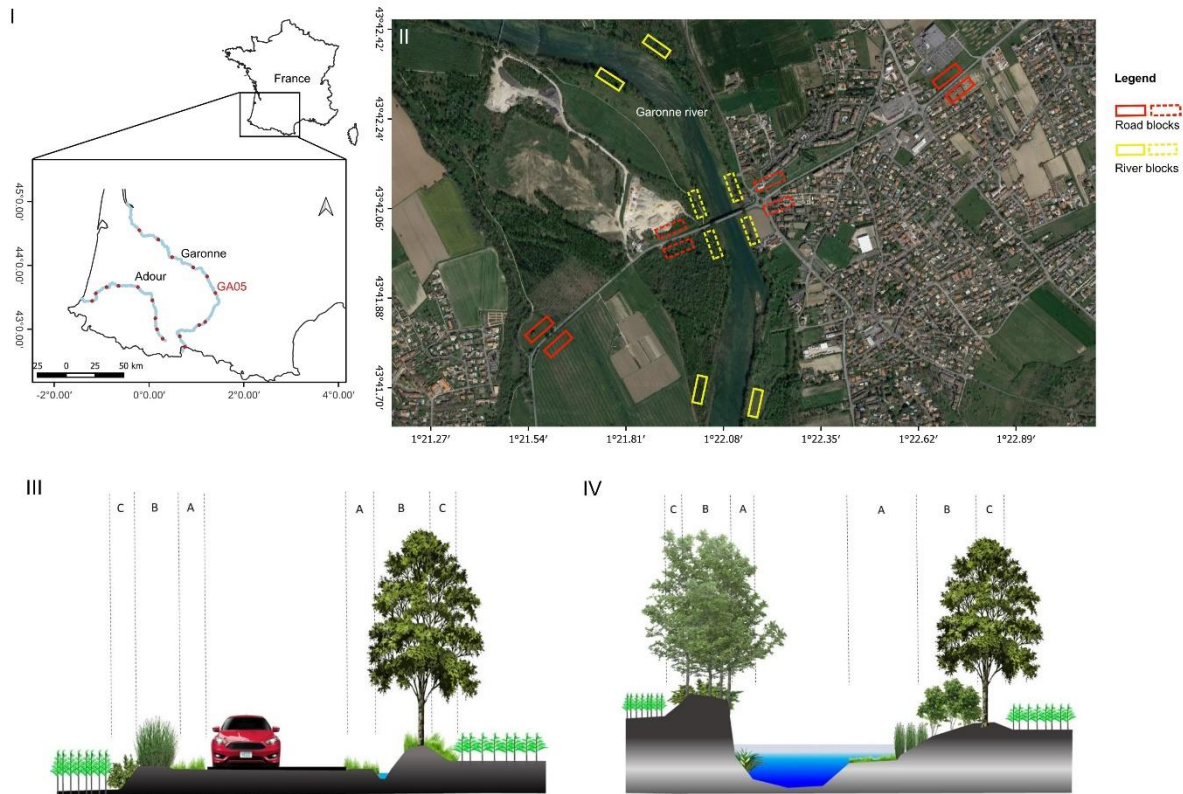 I
France
45°0.00′
44°0.00′
43°0.00′
Garonne
Adour
GA05
25 0 50 km
-2°0.00′ 0°0.00′ 2°0.00′ 4°0.00′
II
43°42.42′
43°42.24′
43°42.06′
43°41.88′
43°41.70′
Garonne river
1°21.27′ 1°21.54′ 1°21.81′ 1°22.08′ 1°22.35′ 1°22.62′ 1°22.89′
Legend
Road blocks
River blocks
III
C B A A B C
IV
C B A A B C